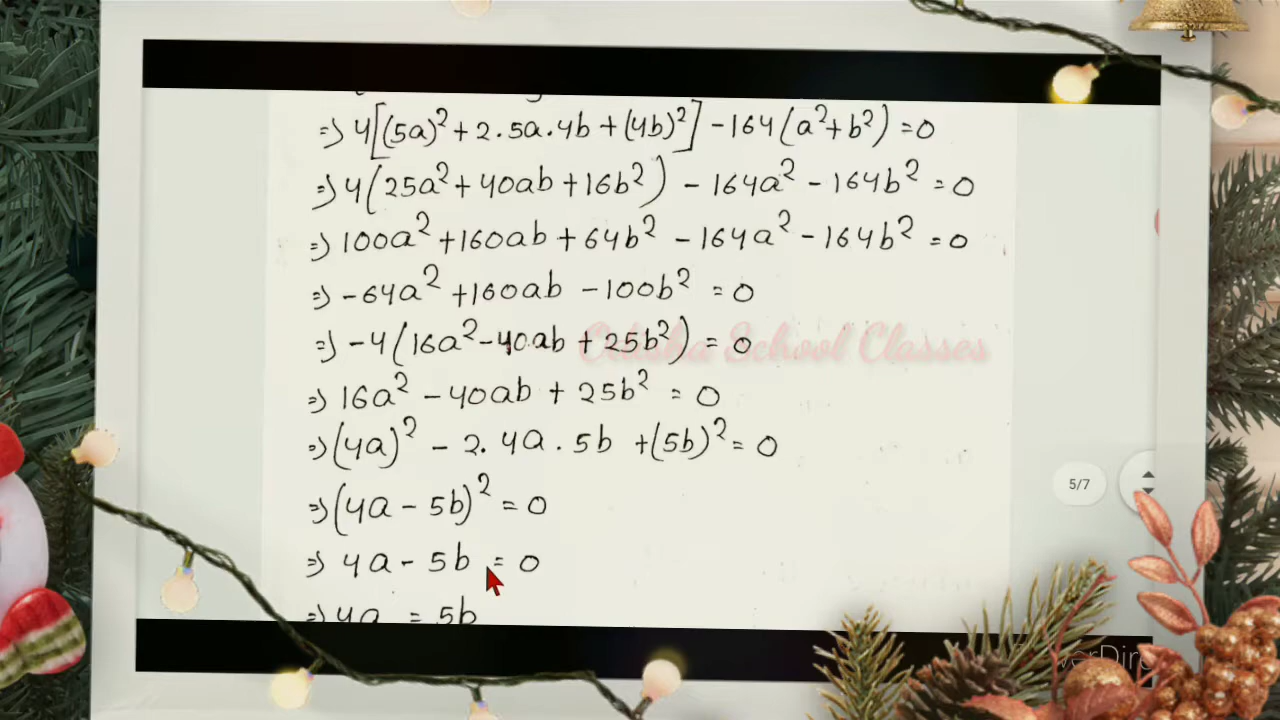 ⇒ 4[(5a)² + 2.5a.4b + (4b)²] - 164(a²+b²) = 0
⇒ 4(25a² + 40ab + 16b²) - 164a² - 164b² = 0
⇒ 100a² + 160ab + 64b² - 164a² - 164b² = 0
⇒ -64a² + 160ab - 100b² = 0
⇒ -4(16a² - 40ab + 25b²) = 0
Odisha School Classes
⇒ 16a² - 40ab + 25b² = 0
⇒ (4a)² - 2. 4a . 5b + (5b)² = 0
5/7
⇒ (4a - 5b)² = 0
⇒ 4a - 5b = 0
⇒ 4a = 5b